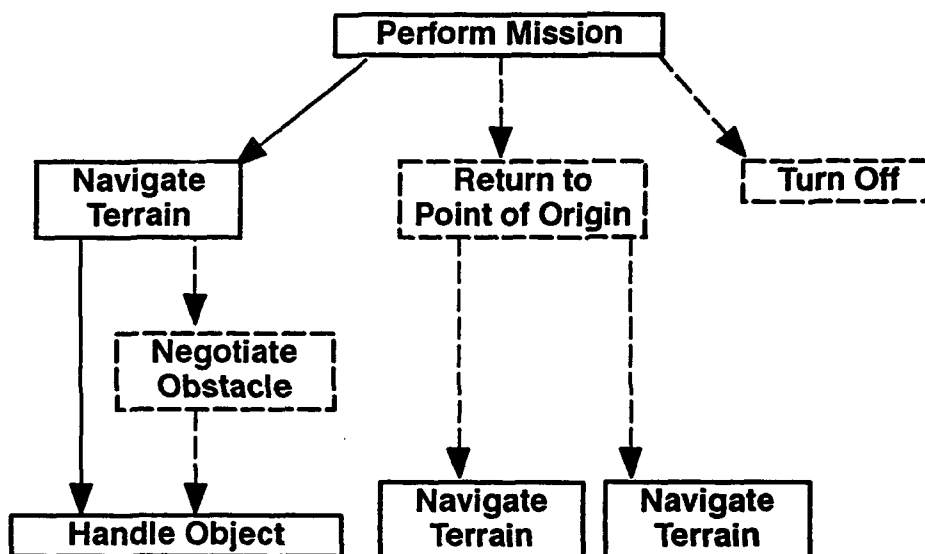 Perform Mission
Navigate
Terrain
Return to
Point of Origin
Turn Off
Negotiate
Obstacle
Handle Object
Navigate
Terrain
Navigate
Terrain